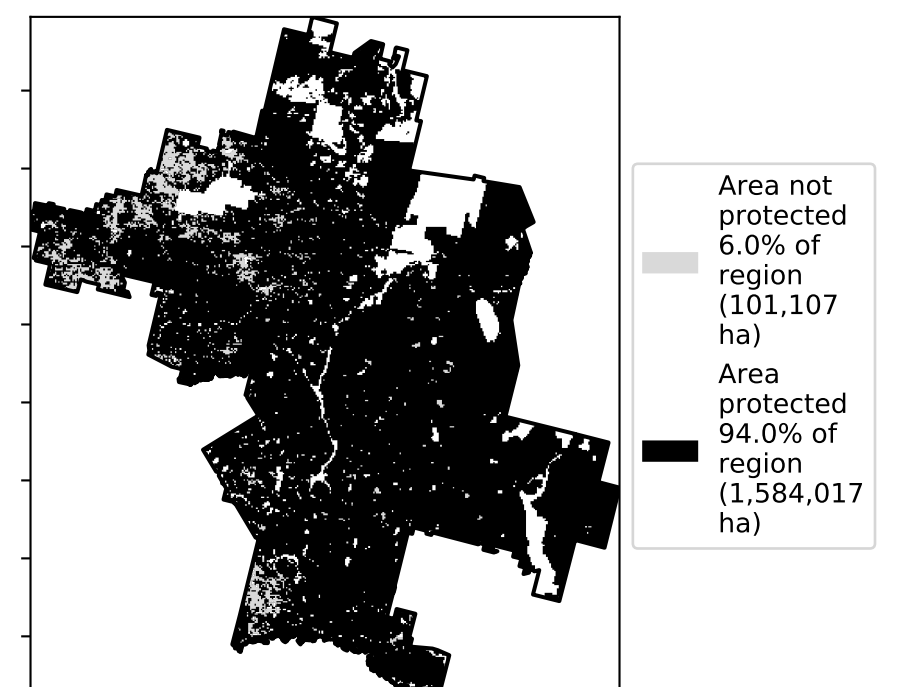 Area not
protected
6.0% of
region
(101,107
ha)
Area
protected
94.0% of
region
(1,584,017
ha)